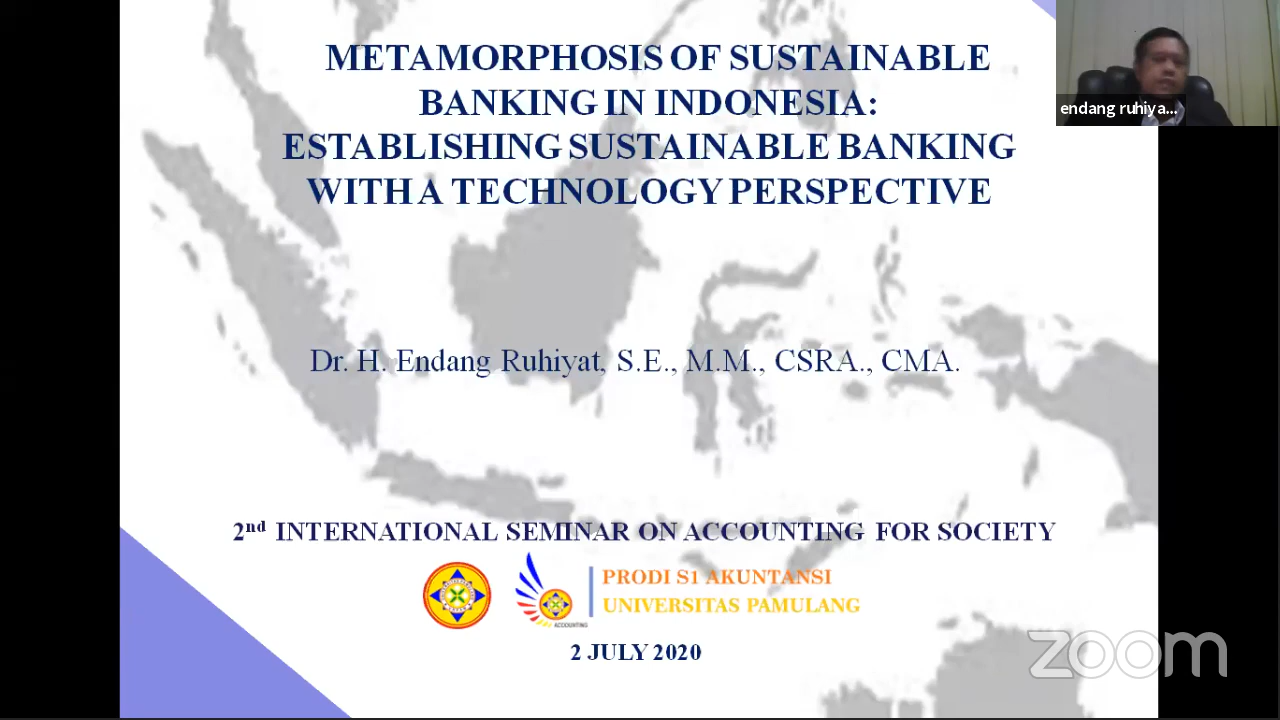 METAMORPHOSIS OF SUSTAINABLE
BANKING IN INDONESIA:
ESTABLISHING SUSTAINABLE BANKING
WITH A TECHNOLOGY PERSPECTIVE
endang ruhiya...
Dr. H. Endang Ruhiyat, S.E., M.M., CSRA., CMA.
2nd INTERNATIONAL SEMINAR ON ACCOUNTING FOR SOCIETY
PRODI S1 AKUNTANSI
UNIVERSITAS PAMULANG
ACCOUNTING
2 JULY 2020
zoom